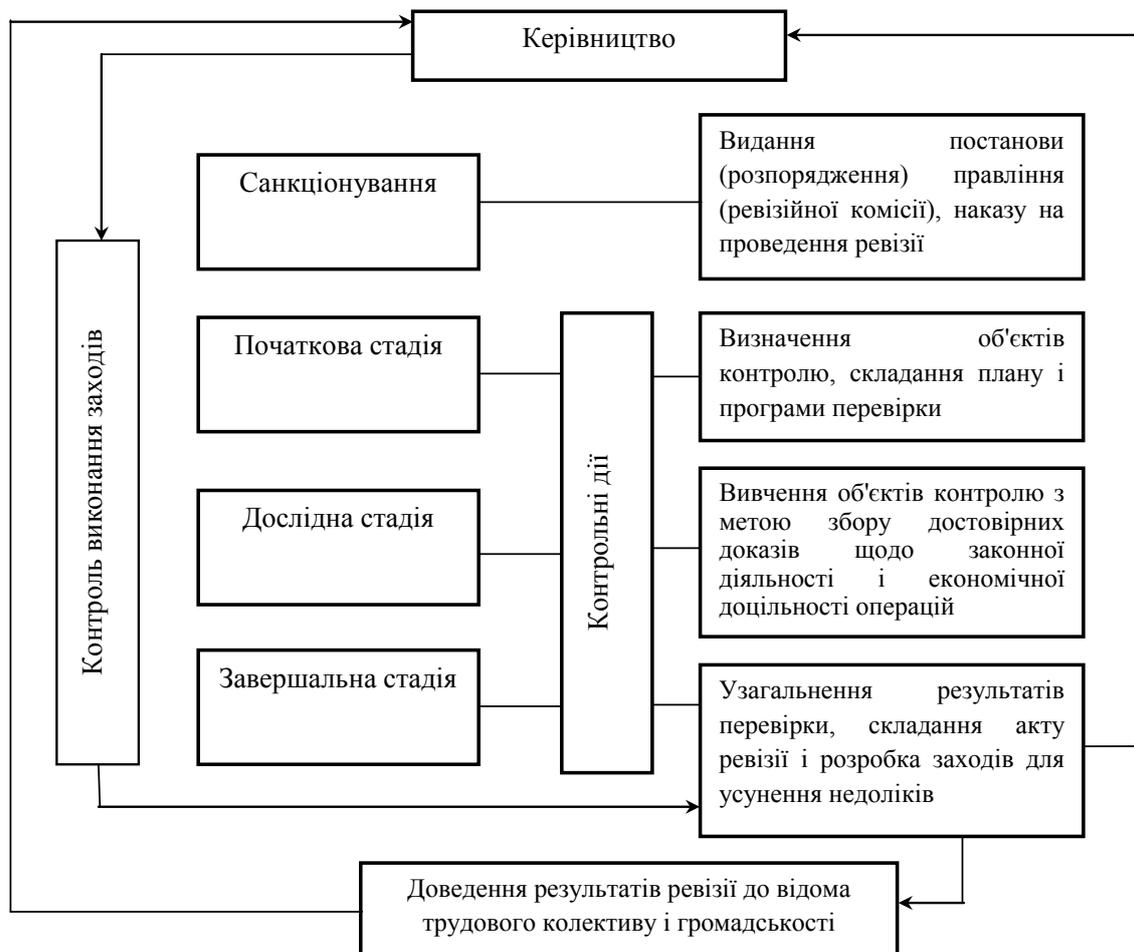 Керівництво
Санкціонування
Видання постанови
(розпорядження) правління
(ревізійної комісії), наказу на
проведення ревізії
Контроль виконання заходів
Початкова стадія
Контрольні дії
Визначення об'єктів
контролю, складання плану і
програми перевірки
Дослідна стадія
Вивчення об'єктів контролю з
метою збору достовірних
доказів щодо законної
діяльності і економічної
доцільності операцій
Завершальна стадія
Узагальнення результатів
перевірки, складання акту
ревізії і розробка заходів для
усунення недоліків
Доведення результатів ревізії до відома
трудового колективу і громадськості